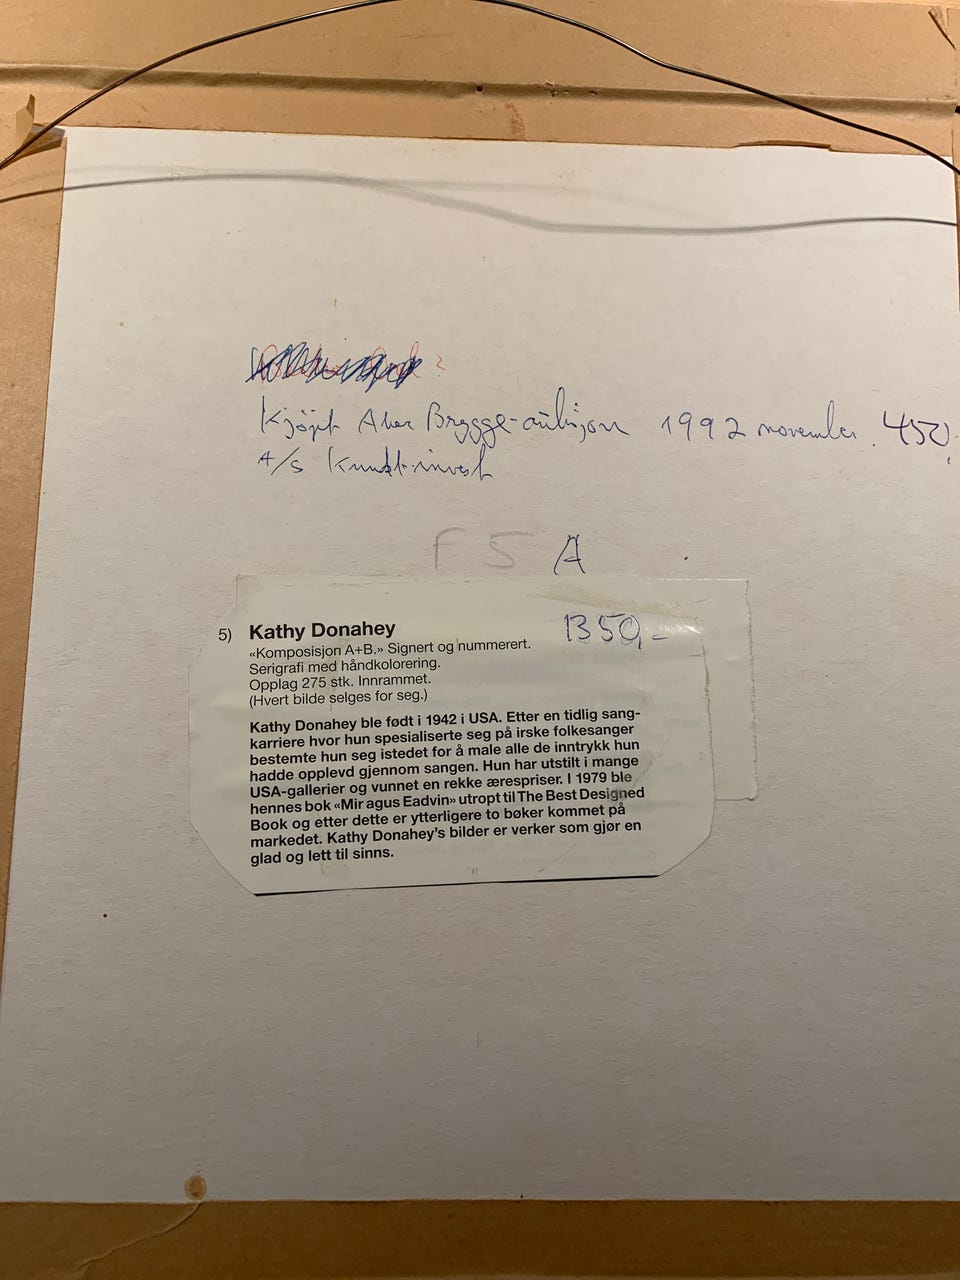 ?
Kjøpt Aker Brygge-auksjon 1992 november. 450,
A/S Kunst-invest
F 5 A
1350,-
5) Kathy Donahey
«Komposisjon A+B.» Signert og nummerert.
Serigrafi med håndkolorering.
Opplag 275 stk. Innrammet.
(Hvert bilde selges for seg.)
Kathy Donahey ble født i 1942 i USA. Etter en tidlig sang-
karriere hvor hun spesialiserte seg på irske folkesanger
bestemte hun seg istedet for å male alle de inntrykk hun
hadde opplevd gjennom sangen. Hun har utstilt i mange
USA-gallerier og vunnet en rekke ærespriser. I 1979 ble
hennes bok «Mir agus Eadvin» utropt til The Best Designed
Book og etter dette er ytterligere to bøker kommet på
markedet. Kathy Donahey's bilder er verker som gjør en
glad og lett til sinns.